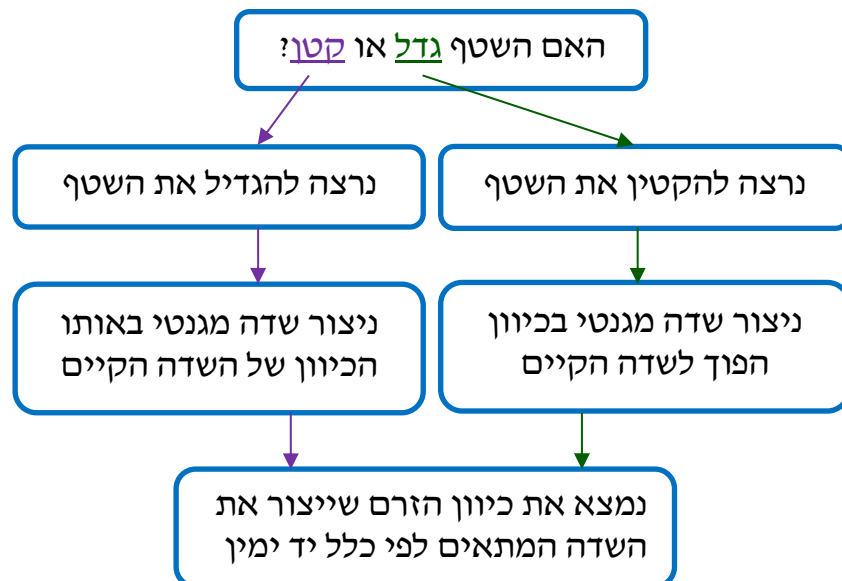 האם השטף גדל או קטן?
נרצה להקטין את השטף
נרצה להגדיל את השטף
ניצור שדה מגנטי בכיוון
הפוך לשדה הקיים
ניצור שדה מגנטי באותו
הכיוון של השדה הקיים
נמצא את כיוון הזרם שייצור את
השדה המתאים לפי כלל יד ימין